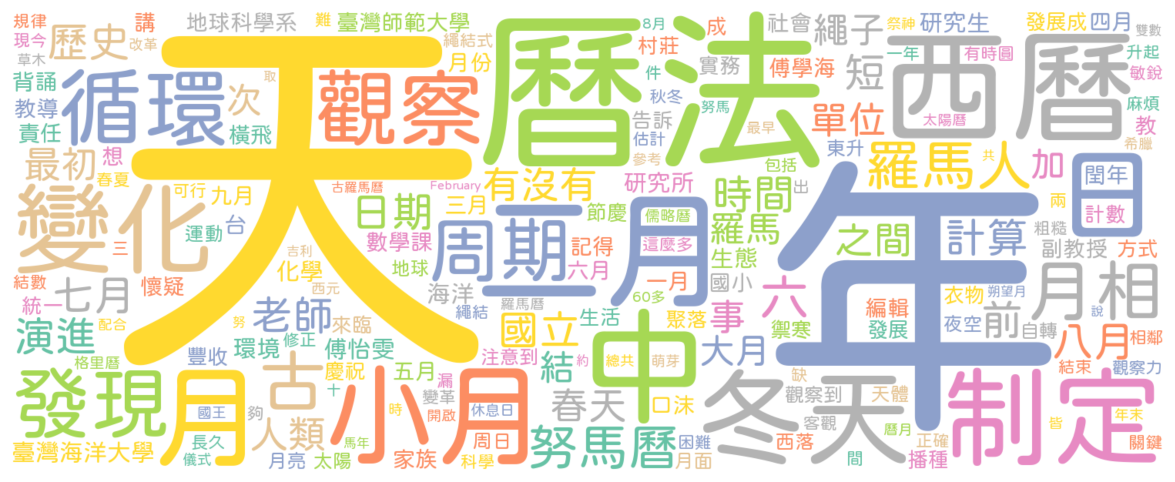 規律
現今
草木
歷史
改革
講
地球科學系
難
臺灣師範大學
繩結式
月份
8月
村莊
件
成
社會
實務
傅學海
繩子
短
研究生
祭神
一年
發展成
四月
雙數
有時圓
升起
敏銳
背誦
教導
責任
循環
次
橫飛
取
天
觀察
曆法
秋冬
努馬
告訴
估計
最早
參考
單位
東升
包括
西曆
太陽曆
麻煩
教
希臘
共
最初
想
春夏
變化
可行
九月
運動
台
三
古羅馬曆
February
有沒有
三月
節慶
研究所
儒略曆
這麼多
時間
羅馬
出
羅馬人
加
日
閏年
計數
兩
日期
數學課
地球
周期
記得
六月
一月
二月
生態
國小
之間
六
年
計算
粗糙
副教授
方式
結數
懷疑
統一
七月
吉利
化學
西元
海洋
羅馬曆
繩結
60多
聚落
事
禦寒
編輯
發展
衣物
夜空
朔望月
前
自轉
月相
說
演進
配合
格里曆
老師
努
環境
修正
來臨
豐收
傅怡雯
慶祝
五月
漏
變革
開啟
注意到
國立
生活
結
約
總共
中
萌芽
大月
八月
相鄰
結束
觀察力
發現
月
國王
古
夠
人類
十
小月
時
休息日
春天
口沫
缺
觀察到
客觀
天體
冬天
曆月
制定
年末
皆
關鍵
臺灣海洋大學
長久
儀式
月亮
太陽
馬年
家族
周日
科學
努馬曆
困難
月面
西落
間
正確
播種